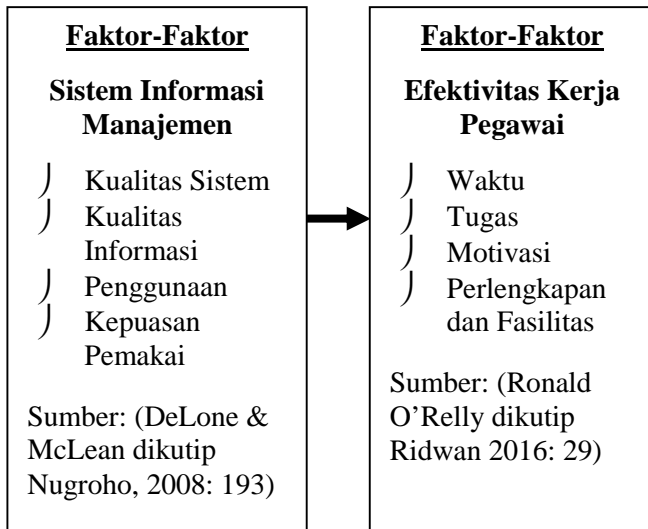 Faktor-Faktor
Sistem Informasi
Manajemen
Kualitas Sistem
Kualitas
Informasi
Penggunaan
Kepuasan
Pemakai
Sumber: (DeLone &
McLean dikutip
Nugroho, 2008: 193)
Faktor-Faktor
Efektivitas Kerja
Pegawai
Waktu
Tugas
Motivasi
Perlengkapan
dan Fasilitas
Sumber: (Ronald
O’Relly dikutip
Ridwan 2016: 29)